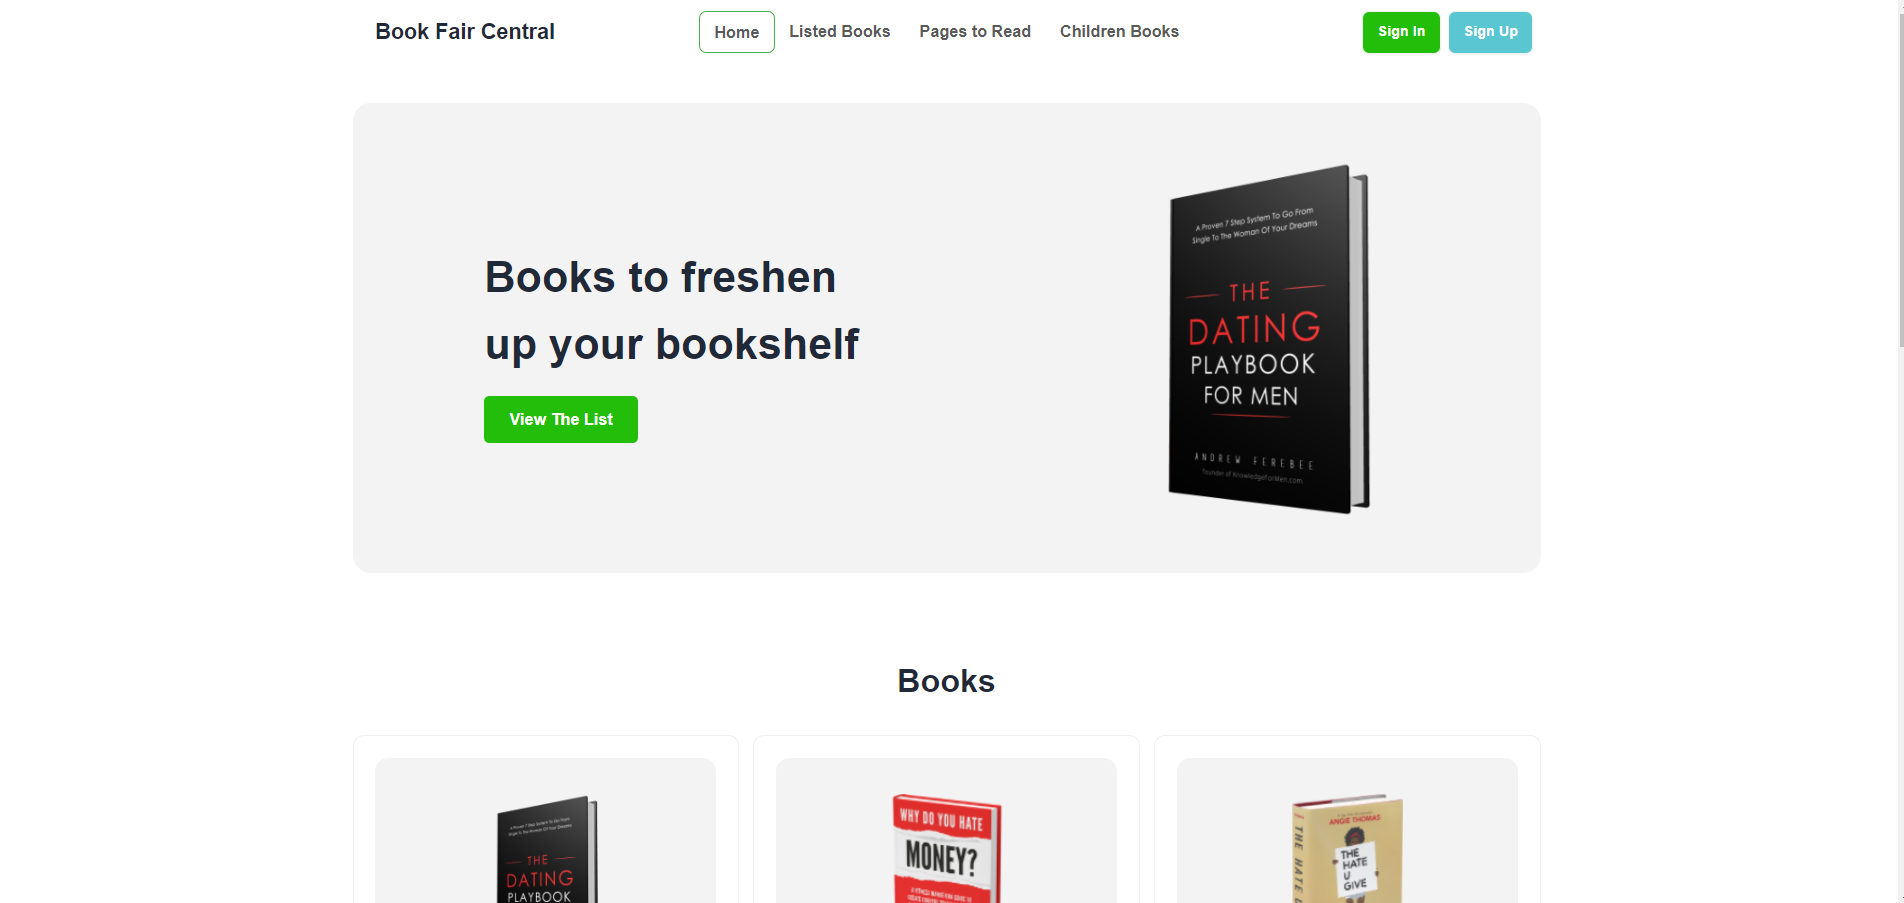 Book Fair Central
Home
Listed Books
Pages to Read
Children Books
Sign In
Sign Up
Books to freshen
up your bookshelf
View The List
A Proven 7 Step System To Go From
Single To The Woman Of Your Dreams
THE
DATING
PLAYBOOK
FOR MEN
ANDREW FEREBEE
Founder of KnowledgeForMen.com
Books
A Proven 7 Step System To Go From
Single To The Woman Of Your Dreams
THE
DATING
PLAYBOOK
WHY DO YOU HATE
MONEY?
ANGIE THOMAS
THE HATE
THE
HATE
U
GIVE